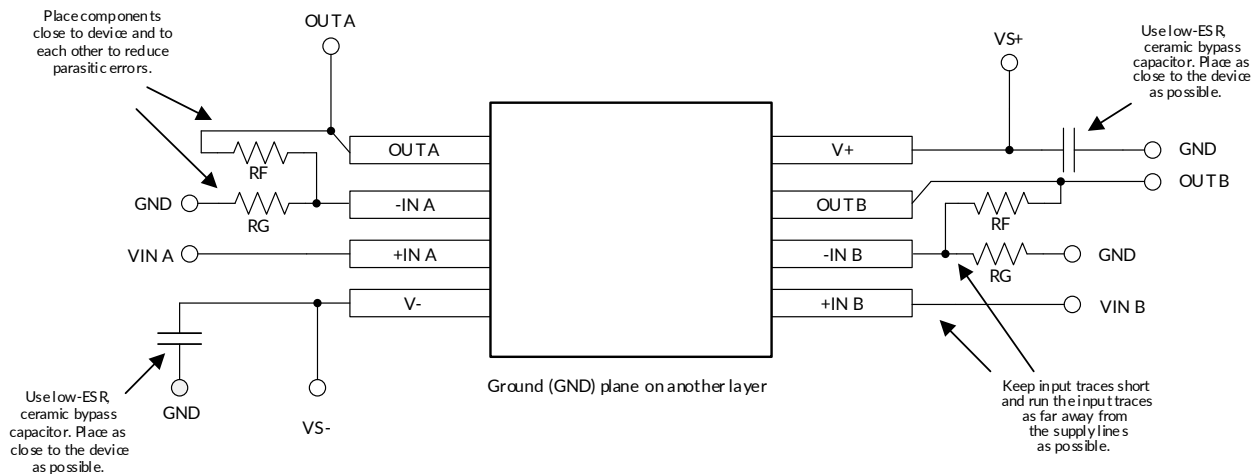 Place components
close to device and to
each other to reduce
parasitic errors.
OUT A
VS+
Use low-ESR,
ceramic bypass
capacitor. Place as
close to the device
as possible.
OUT A
V+
GND
RF
OUT B
OUT B
GND
-IN A
RF
RG
VIN A
+IN A
-IN B
GND
RG
V-
+IN B
VIN B
Ground (GND) plane on another layer
Use low-ESR,
ceramic bypass
capacitor. Place as
close to the device
as possible.
GND
VS-
Keep input traces short
and run the input traces
as far away from
the supply lines
as possible.